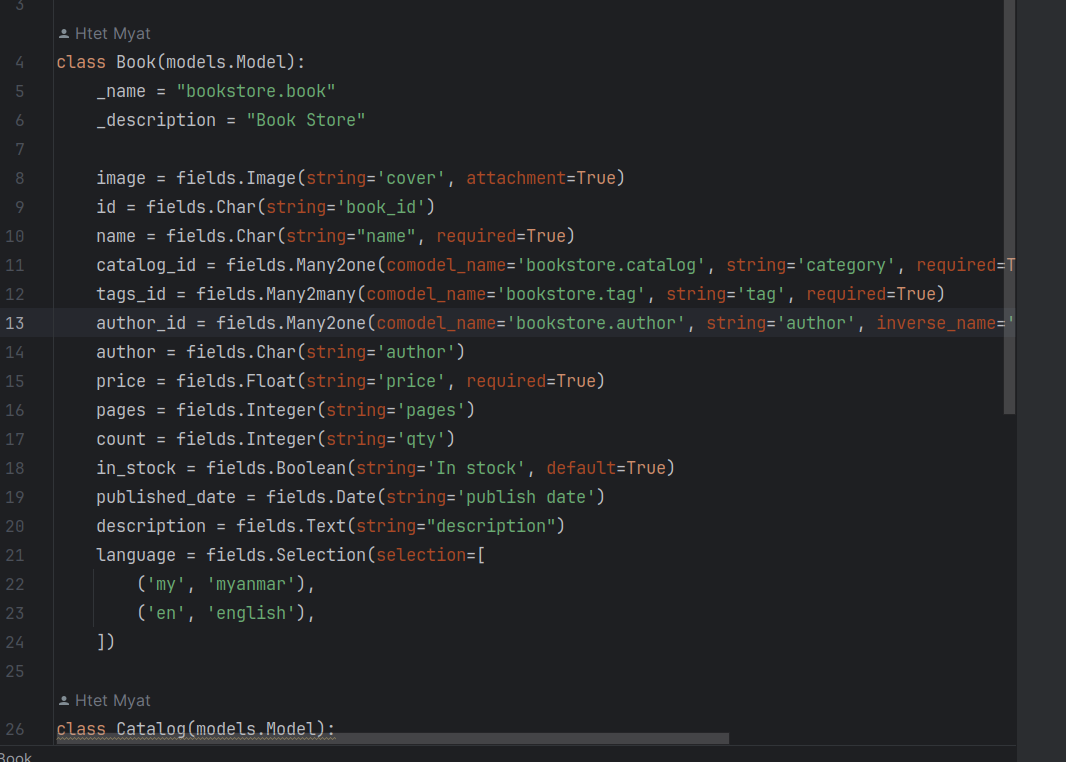 3
Htet Myat
4 class Book(models.Model):
5 _name = "bookstore.book"
6 _description = "Book Store"
7
8 image = fields.Image(string='cover', attachment=True)
9 id = fields.Char(string='book_id')
10 name = fields.Char(string="name", required=True)
11 catalog_id = fields.Many2one(comodel_name='bookstore.catalog', string='category', required=T
12 tags_id = fields.Many2many(comodel_name='bookstore.tag', string='tag', required=True)
13 author_id = fields.Many2one(comodel_name='bookstore.author', string='author', inverse_name='
14 author = fields.Char(string='author')
15 price = fields.Float(string='price', required=True)
16 pages = fields.Integer(string='pages')
17 count = fields.Integer(string='qty')
18 in_stock = fields.Boolean(string='In stock', default=True)
19 published_date = fields.Date(string='publish date')
20 description = fields.Text(string="description")
21 language = fields.Selection(selection=[
22 ('my', 'myanmar'),
23 ('en', 'english'),
24 ])
25
Htet Myat
26 class Catalog(models.Model):
Book